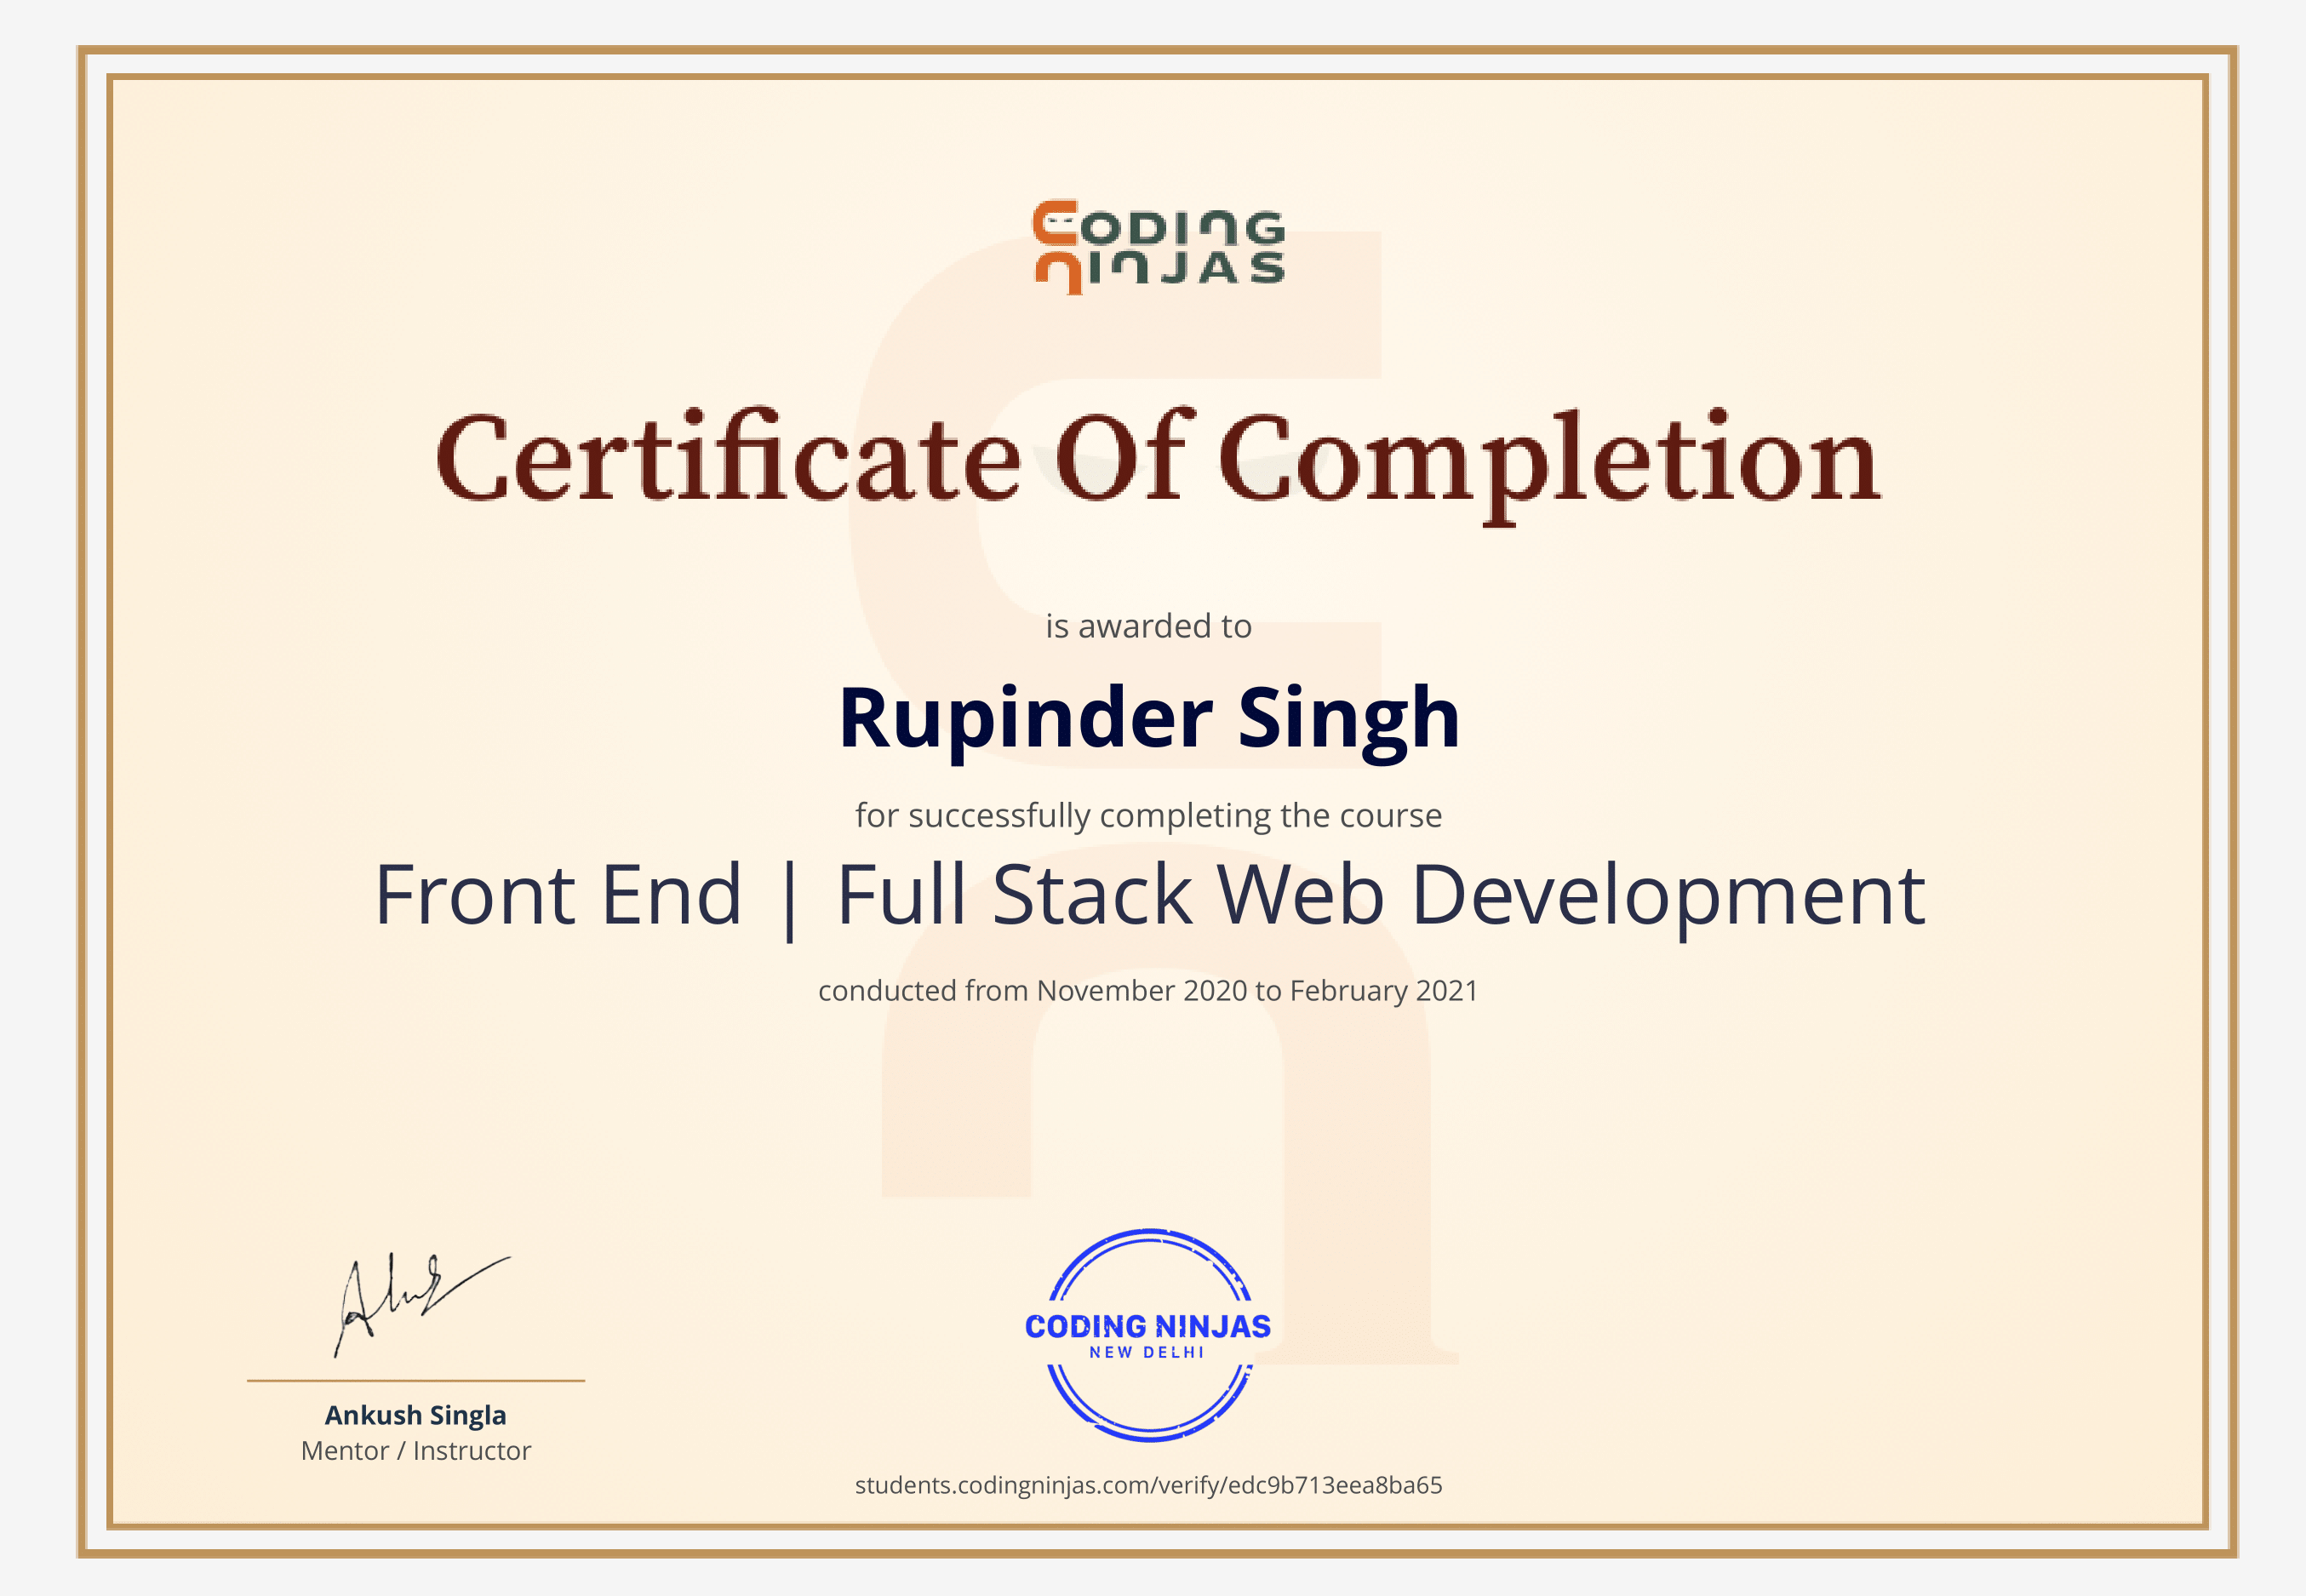 CODING
NINJAS
Certificate Of Completion
is awarded to
Rupinder Singh
for successfully completing the course
Front End | Full Stack Web Development
conducted from November 2020 to February 2021
CODING NINJAS
NEW DELHI
Ankush Singla
Mentor / Instructor
students.codingninjas.com/verify/edc9b713eea8ba65